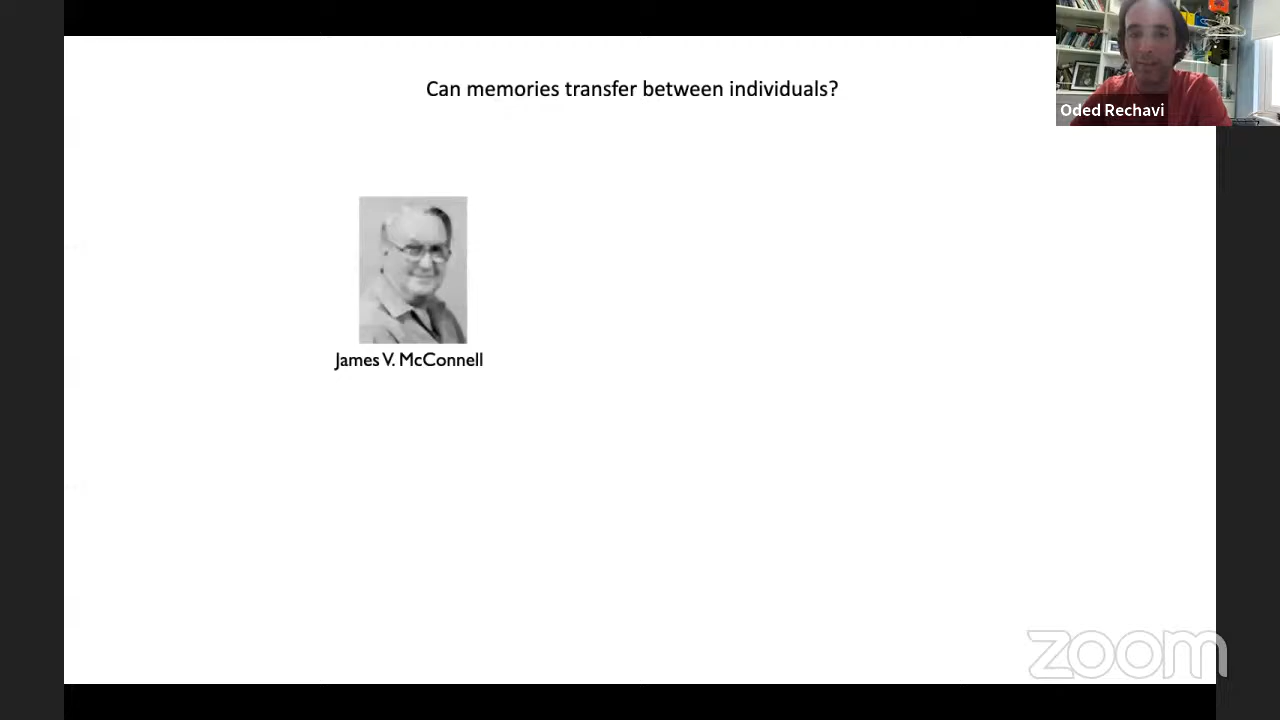 Can memories transfer between individuals?
Oded Rechavi
James V. McConnell
zoom